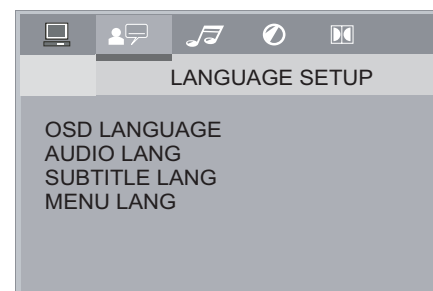 LANGUAGE SETUP
OSD LANGUAGE
AUDIO LANG
SUBTITLE LANG
MENU LANG